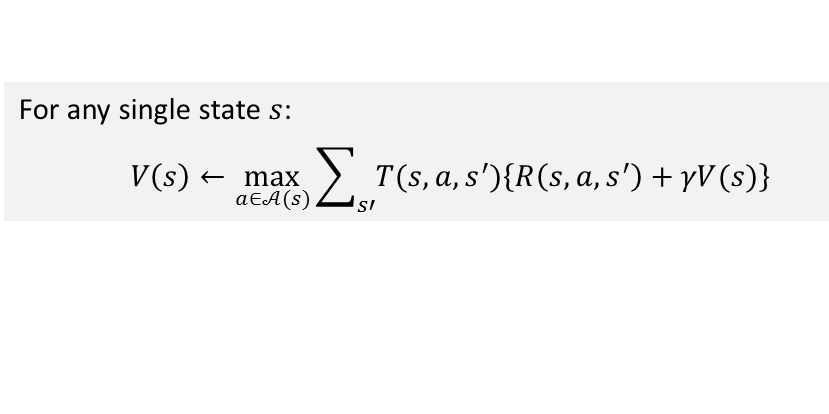 For any single state s:
V(s) ← max_{a∈𝒜(s)} ∑_{s′} T(s, a, s′){R(s, a, s′) + γV(s)}